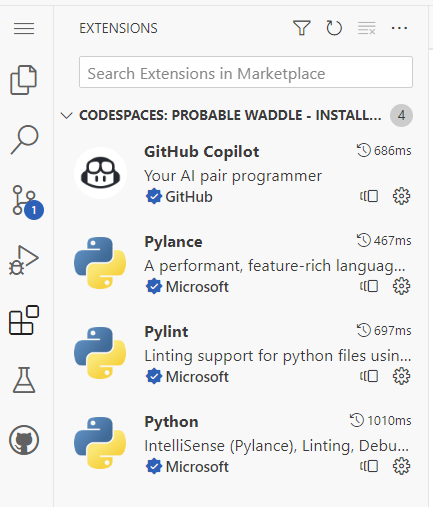 EXTENSIONS
Search Extensions in Marketplace
CODESPACES: PROBABLE WADDLE - INSTALL... 4
GitHub Copilot 686ms
Your AI pair programmer
GitHub
1
Pylance 467ms
A performant, feature-rich languag...
Microsoft
Pylint 697ms
Linting support for python files usin...
Microsoft
Python 1010ms
IntelliSense (Pylance), Linting, Debu...
Microsoft